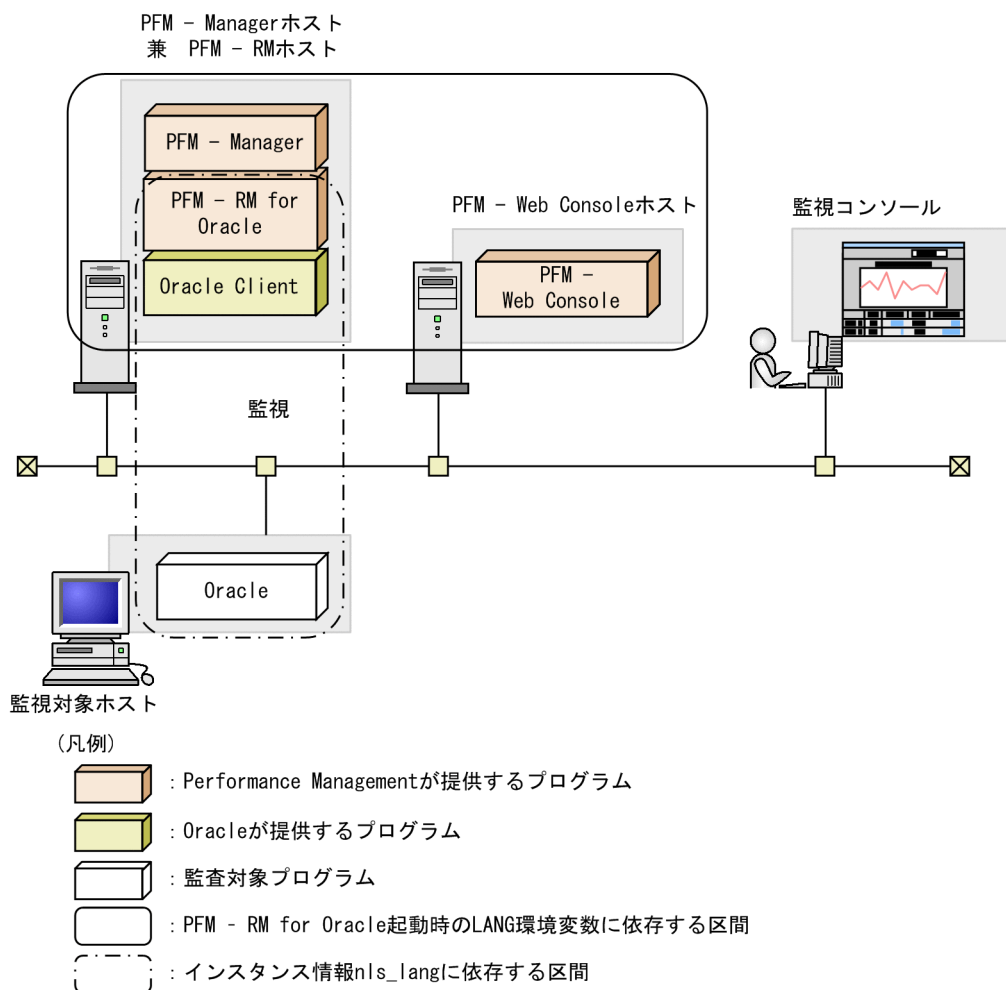 PFM - Managerホスト
兼 PFM - RMホスト
PFM - Manager
PFM - RM for
Oracle
Oracle Client
PFM - Web Consoleホスト
PFM -
Web Console
監視コンソール
監視
Oracle
監視対象ホスト
(凡例)
：Performance Managementが提供するプログラム
：Oracleが提供するプログラム
：監査対象プログラム
：PFM - RM for Oracle起動時のLANG環境変数に依存する区間
：インスタンス情報nls_langに依存する区間